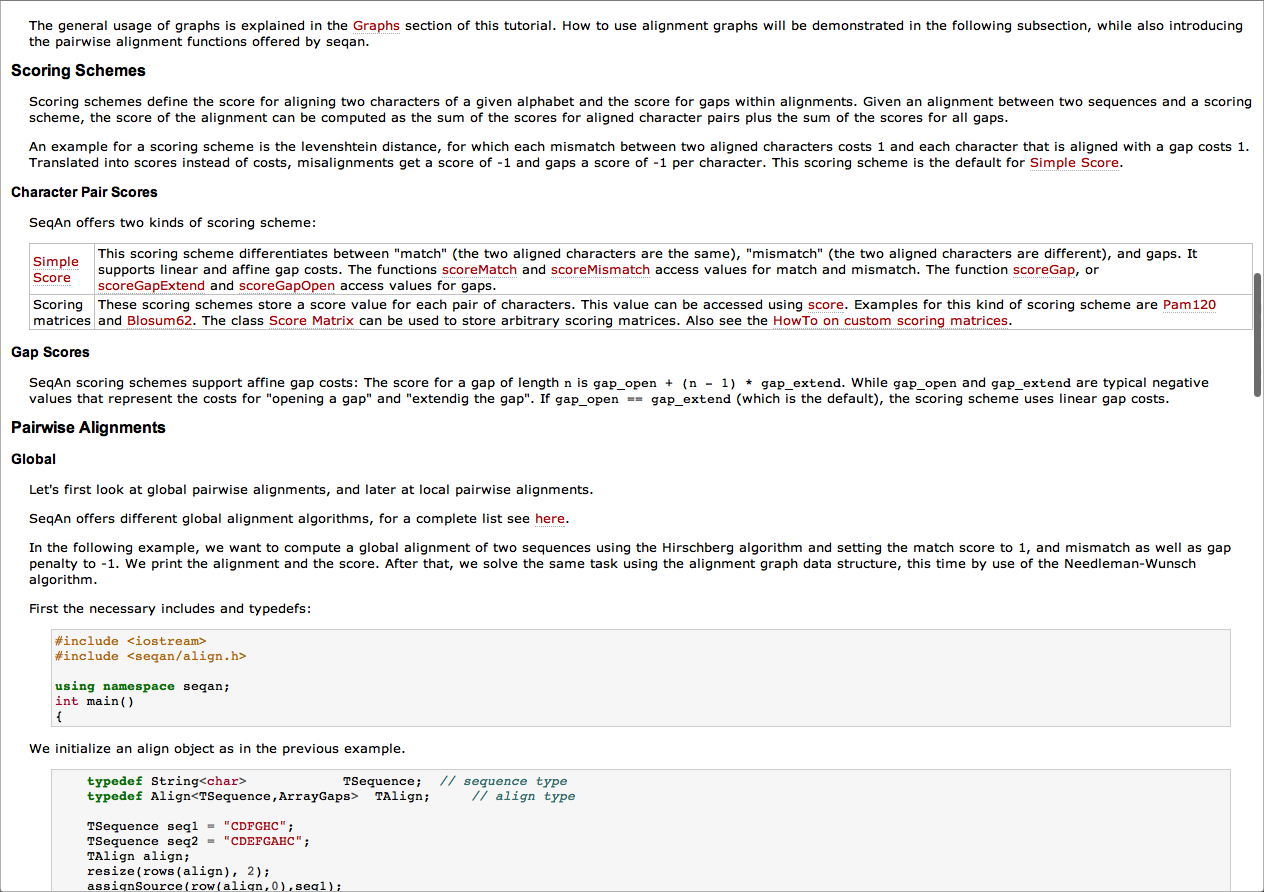 The general usage of graphs is explained in the Graphs section of this tutorial. How to use alignment graphs will be demonstrated in the following subsection, while also introducing
the pairwise alignment functions offered by seqan.
Scoring Schemes
Scoring schemes define the score for aligning two characters of a given alphabet and the score for gaps within alignments. Given an alignment between two sequences and a scoring
scheme, the score of the alignment can be computed as the sum of the scores for aligned character pairs plus the sum of the scores for all gaps.
An example for a scoring scheme is the levenshtein distance, for which each mismatch between two aligned characters costs 1 and each character that is aligned with a gap costs 1.
Translated into scores instead of costs, misalignments get a score of -1 and gaps a score of -1 per character. This scoring scheme is the default for Simple Score.
Character Pair Scores
SeqAn offers two kinds of scoring scheme:
Simple
Score
This scoring scheme differentiates between "match" (the two aligned characters are the same), "mismatch" (the two aligned characters are different), and gaps. It
supports linear and affine gap costs. The functions scoreMatch and scoreMismatch access values for match and mismatch. The function scoreGap, or
scoreGapExtend and scoreGapOpen access values for gaps.
Scoring
matrices
These scoring schemes store a score value for each pair of characters. This value can be accessed using score. Examples for this kind of scoring scheme are Pam120
and Blosum62. The class Score Matrix can be used to store arbitrary scoring matrices. Also see the HowTo on custom scoring matrices.
Gap Scores
SeqAn scoring schemes support affine gap costs: The score for a gap of length n is gap_open + (n - 1) * gap_extend. While gap_open and gap_extend are typical negative
values that represent the costs for "opening a gap" and "extendig the gap". If gap_open == gap_extend (which is the default), the scoring scheme uses linear gap costs.
Pairwise Alignments
Global
Let's first look at global pairwise alignments, and later at local pairwise alignments.
SeqAn offers different global alignment algorithms, for a complete list see here.
In the following example, we want to compute a global alignment of two sequences using the Hirschberg algorithm and setting the match score to 1, and mismatch as well as gap
penalty to -1. We print the alignment and the score. After that, we solve the same task using the alignment graph data structure, this time by use of the Needleman-Wunsch
algorithm.
First the necessary includes and typedefs:
#include <iostream>
#include <seqan/align.h>
using namespace seqan;
int main()
{
We initialize an align object as in the previous example.
typedef String<char> TSequence; // sequence type
typedef Align<TSequence,ArrayGaps> TAlign; // align type
TSequence seq1 = "CDFGHC";
TSequence seq2 = "CDEFGAHC";
TAlign align;
resize(rows(align), 2);
assignSource(row(align,0),seq1);